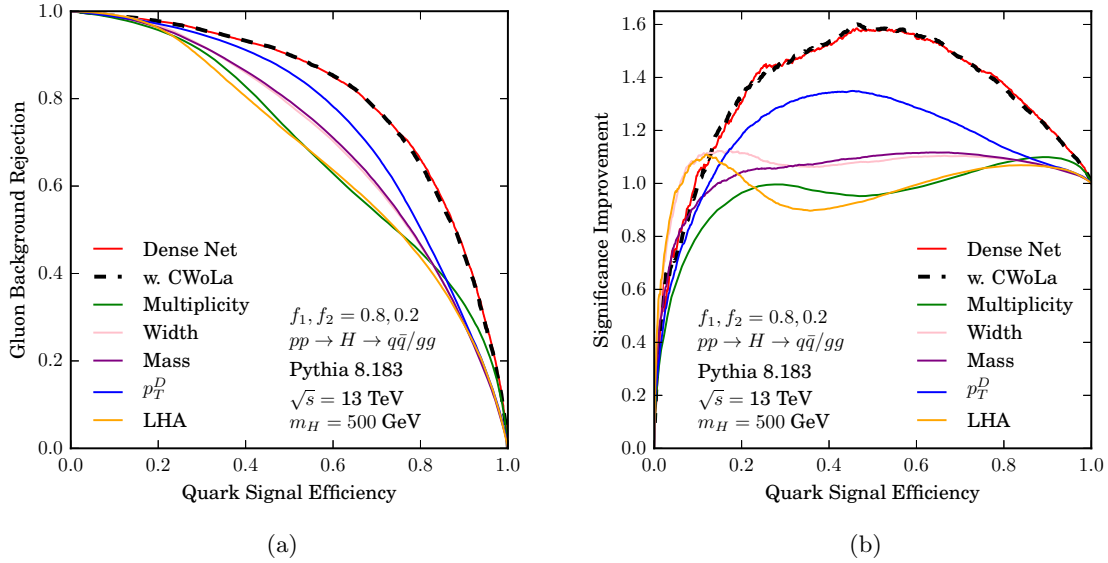 1.0
0.8
0.6
0.4
0.2
0.0
Gluon Background Rejection
Dense Net
w. CWoLa
Multiplicity
Width
Mass
$p_T^D$
LHA
$f_1, f_2 = 0.8, 0.2$
$pp \to H \to q\bar{q}/gg$
Pythia 8.183
$\sqrt{s} = 13$ TeV
$m_H = 500$ GeV
0.0 0.2 0.4 0.6 0.8 1.0
Quark Signal Efficiency
(a)
1.6
1.4
1.2
1.0
0.8
0.6
0.4
0.2
0.0
Significance Improvement
$f_1, f_2 = 0.8, 0.2$
$pp \to H \to q\bar{q}/gg$
Pythia 8.183
$\sqrt{s} = 13$ TeV
$m_H = 500$ GeV
Dense Net
w. CWoLa
Multiplicity
Width
Mass
$p_T^D$
LHA
0.0 0.2 0.4 0.6 0.8 1.0
Quark Signal Efficiency
(b)